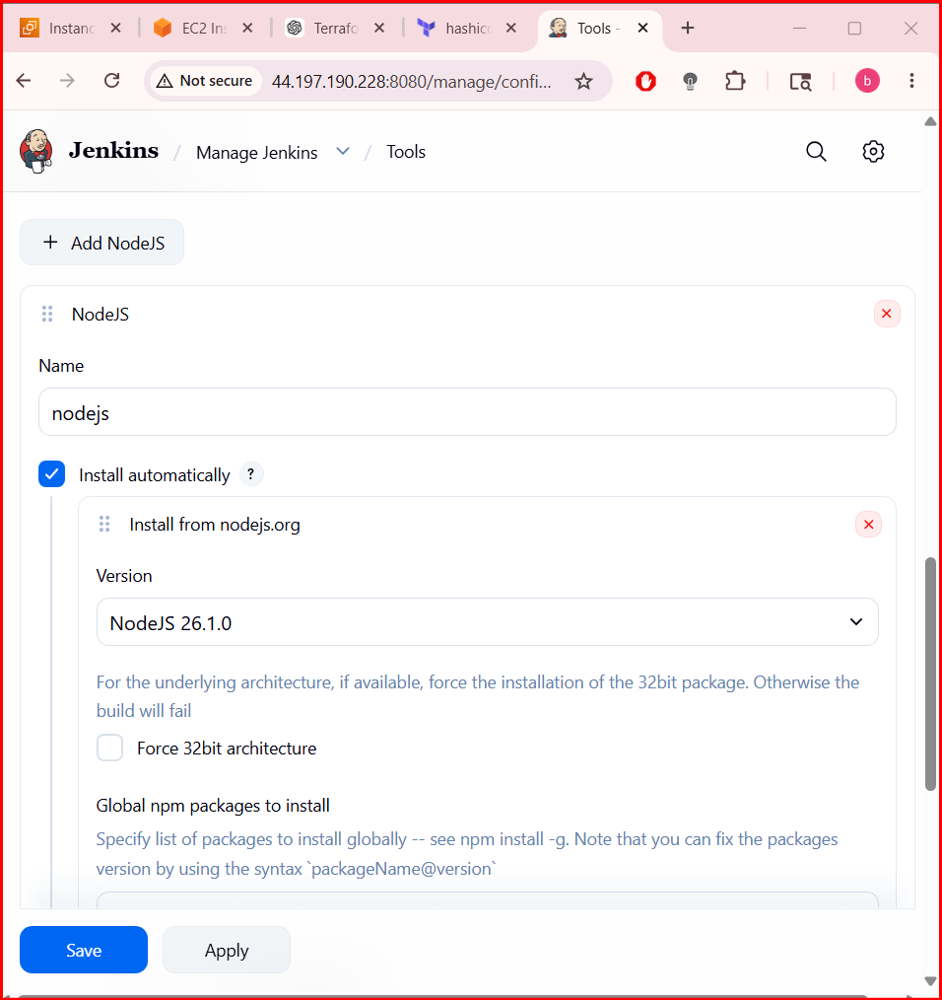 Instanc
EC2 Ins
Terrafo
hashico
Tools -
Not secure 44.197.190.228:8080/manage/confi...
b
Jenkins / Manage Jenkins / Tools
+ Add NodeJS
NodeJS
Name
nodejs
Install automatically ?
Install from nodejs.org
Version
NodeJS 26.1.0
For the underlying architecture, if available, force the installation of the 32bit package. Otherwise the
build will fail
Force 32bit architecture
Global npm packages to install
Specify list of packages to install globally -- see npm install -g. Note that you can fix the packages
version by using the syntax `packageName@version`
Save
Apply